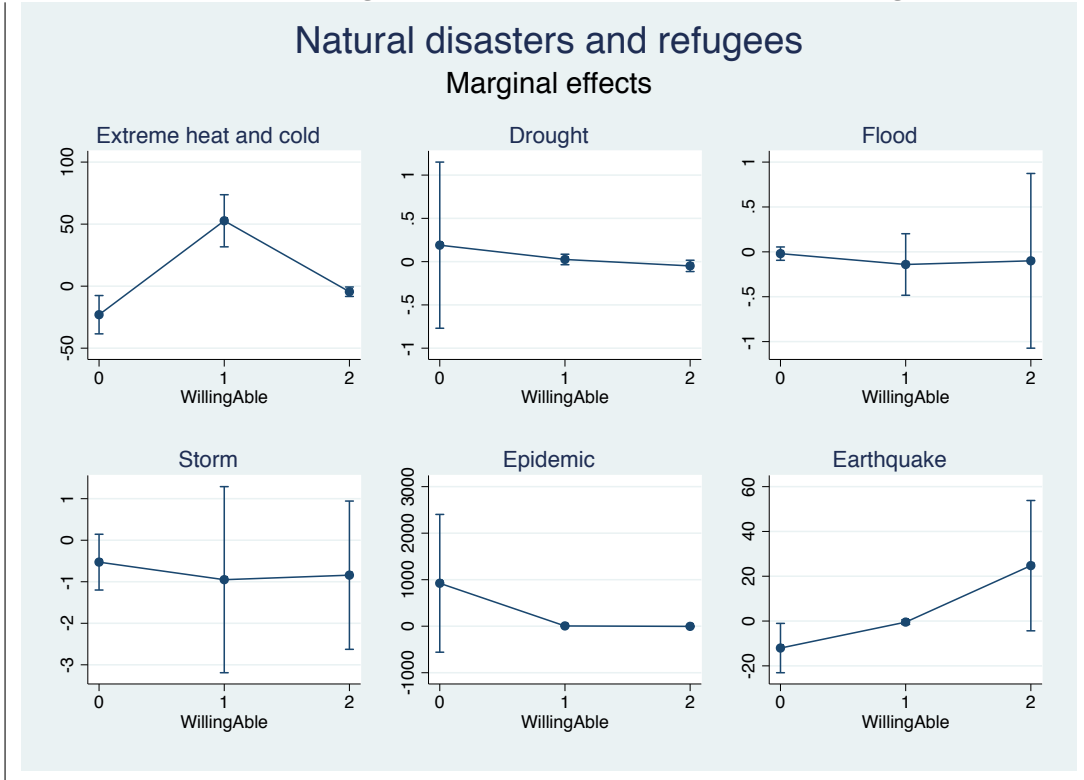 Natural disasters and refugees
Marginal effects
Extreme heat and cold
100
50
0
-50
0 1 2
WillingAble
Drought
1
.5
0
-.5
-1
0 1 2
WillingAble
Flood
1
.5
0
-.5
-1
0 1 2
WillingAble
Storm
1
0
-1
-2
-3
0 1 2
WillingAble
Epidemic
3000
2000
1000
0
-1000
0 1 2
WillingAble
Earthquake
60
40
20
0
-20
0 1 2
WillingAble